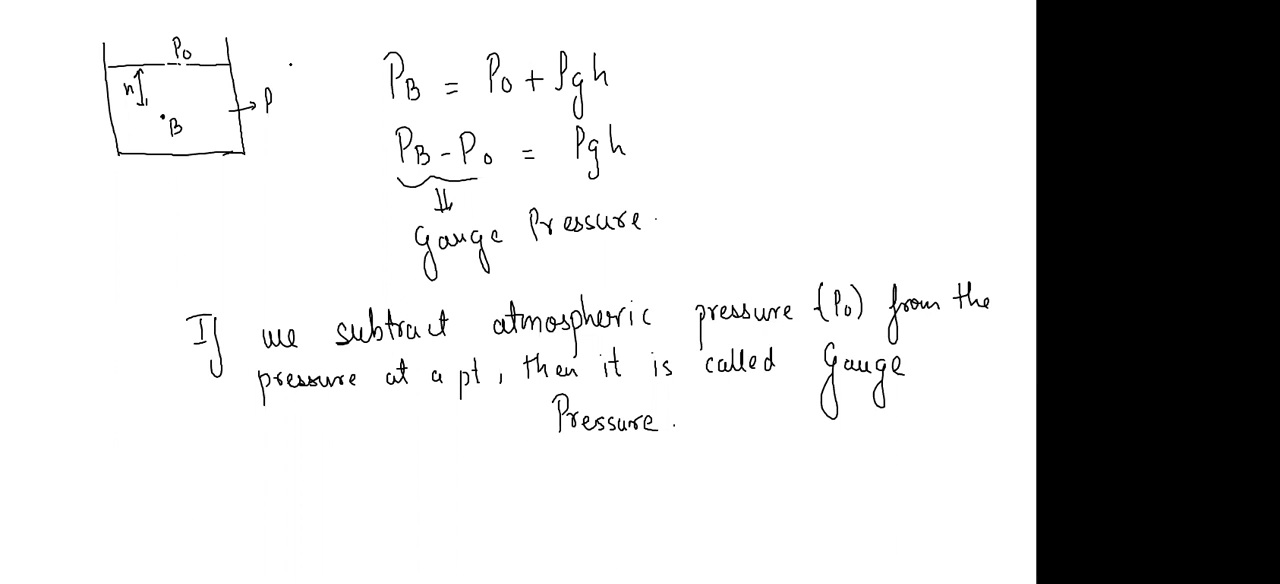 P₀
h
B
ρ
P_B = P₀ + ρgh
P_B - P₀ = ρgh
⇓
Gauge Pressure.
If we subtract atmospheric pressure (P₀) from the
pressure at a pt, then it is called Gauge
Pressure.